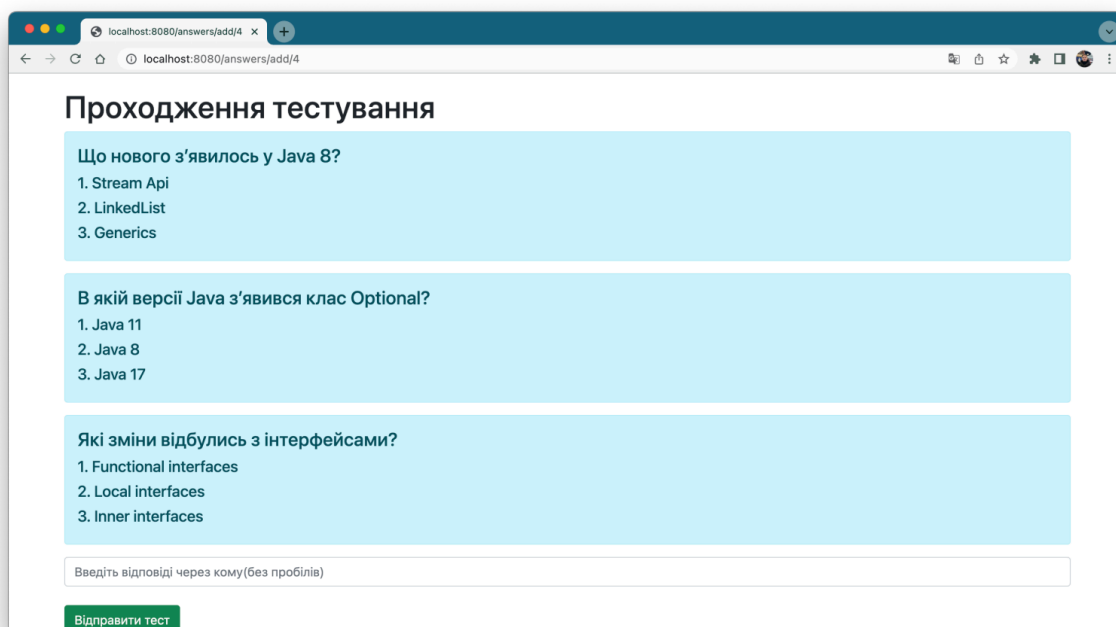 localhost:8080/answers/add/4
localhost:8080/answers/add/4
Проходження тестування
Що нового з’явилось у Java 8?
1. Stream Api
2. LinkedList
3. Generics
В якій версії Java з’явився клас Optional?
1. Java 11
2. Java 8
3. Java 17
Які зміни відбулись з інтерфейсами?
1. Functional interfaces
2. Local interfaces
3. Inner interfaces
Введіть відповіді через кому(без пробілів)
Відправити тест